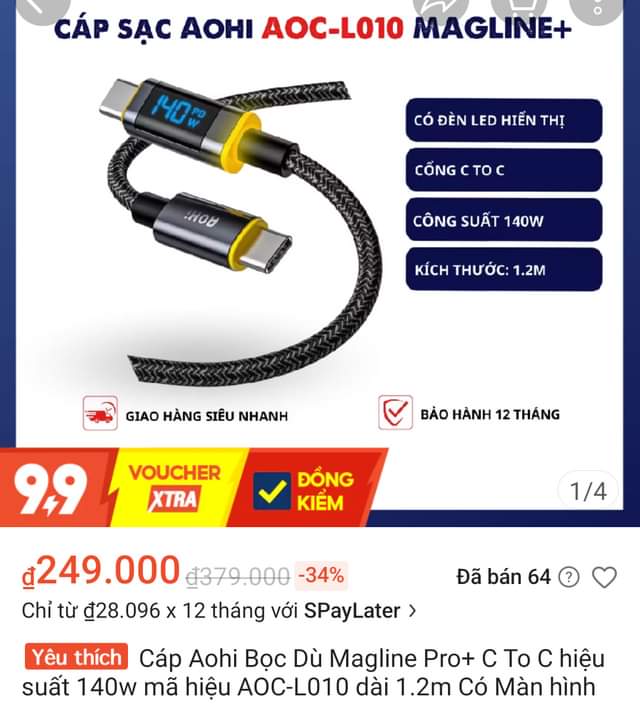 CÁP SẠC AOHI AOC-L010 MAGLINE+
140 PD
W
AOHI
CÓ ĐÈN LED HIỂN THỊ
CỔNG C TO C
CÔNG SUẤT 140W
KÍCH THƯỚC: 1.2M
GIAO HÀNG SIÊU NHANH
BẢO HÀNH 12 THÁNG
9.9
VOUCHER
XTRA
ĐỒNG
KIỂM
1/4
₫249.000 ₫379.000 -34%
Đã bán 64 ?
Chỉ từ ₫28.096 x 12 tháng với SPayLater >
Yêu thích Cáp Aohi Bọc Dù Magline Pro+ C To C hiệu
suất 140w mã hiệu AOC-L010 dài 1.2m Có Màn hình